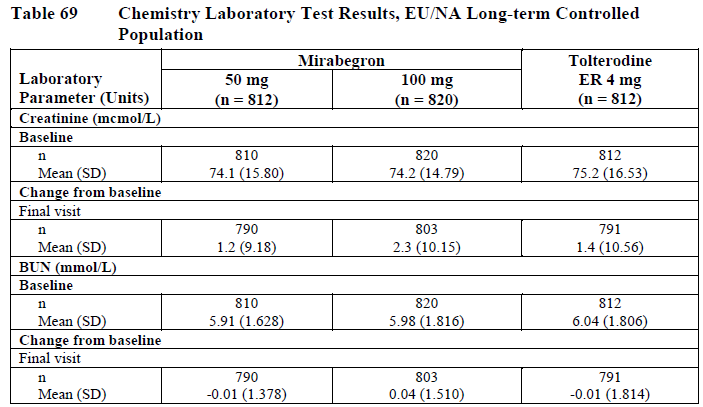 Table 69 Chemistry Laboratory Test Results, EU/NA Long-term Controlled
Population
Laboratory Parameter (Units) Mirabegron Tolterodine
50 mg 100 mg ER 4 mg
(n = 812) (n = 820) (n = 812)
Creatinine (mcmol/L)
Baseline
n 810 820 812
Mean (SD) 74.1 (15.80) 74.2 (14.79) 75.2 (16.53)
Change from baseline
Final visit
n 790 803 791
Mean (SD) 1.2 (9.18) 2.3 (10.15) 1.4 (10.56)
BUN (mmol/L)
Baseline
n 810 820 812
Mean (SD) 5.91 (1.628) 5.98 (1.816) 6.04 (1.806)
Change from baseline
Final visit
n 790 803 791
Mean (SD) -0.01 (1.378) 0.04 (1.510) -0.01 (1.814)